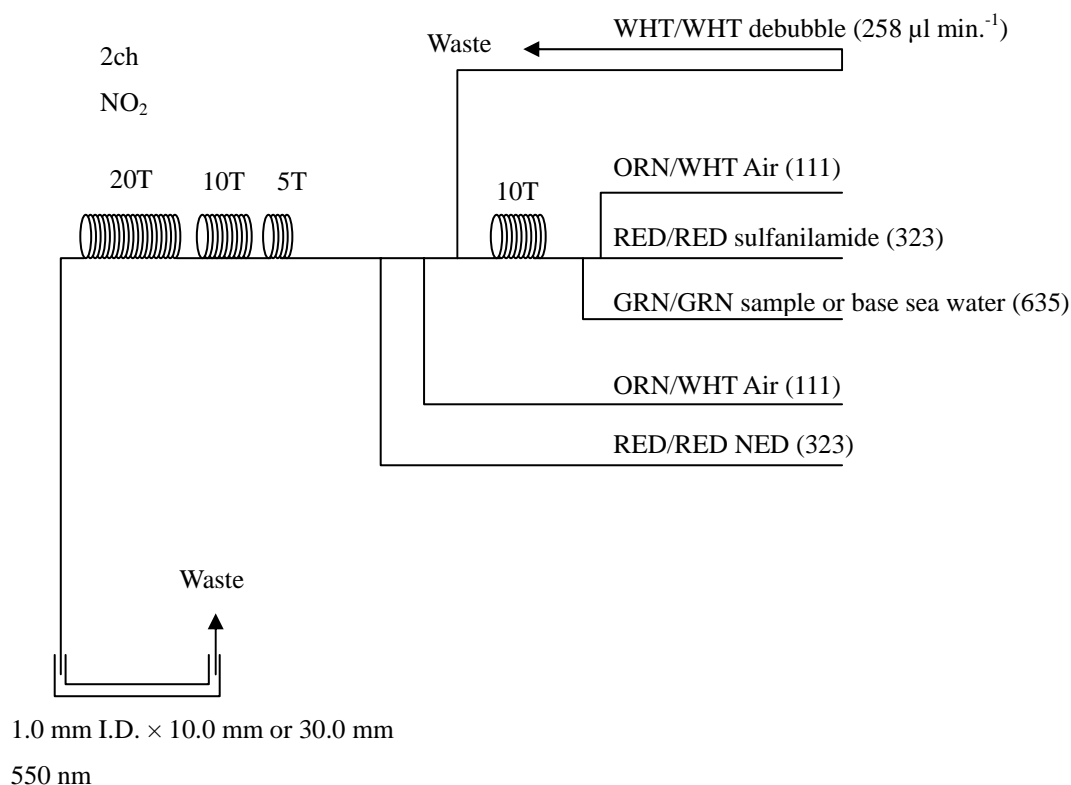 2ch
NO₂
Waste
WHT/WHT debubble (258 µl min.⁻¹)
20T
10T
5T
10T
ORN/WHT Air (111)
RED/RED sulfanilamide (323)
GRN/GRN sample or base sea water (635)
ORN/WHT Air (111)
RED/RED NED (323)
Waste
1.0 mm I.D. × 10.0 mm or 30.0 mm
550 nm